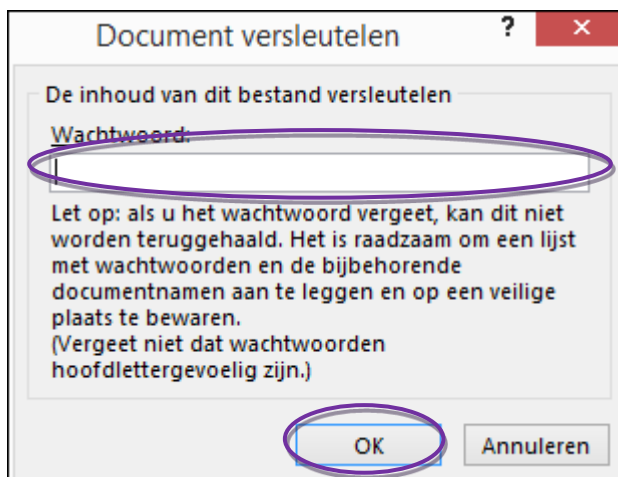 Document versleutelen ? ×
De inhoud van dit bestand versleutelen
Wachtwoord:
Let op: als u het wachtwoord vergeet, kan dit niet
worden teruggehaald. Het is raadzaam om een lijst
met wachtwoorden en de bijbehorende
documentnamen aan te leggen en op een veilige
plaats te bewaren.
(Vergeet niet dat wachtwoorden
hoofdlettergevoelig zijn.)
OK Annuleren